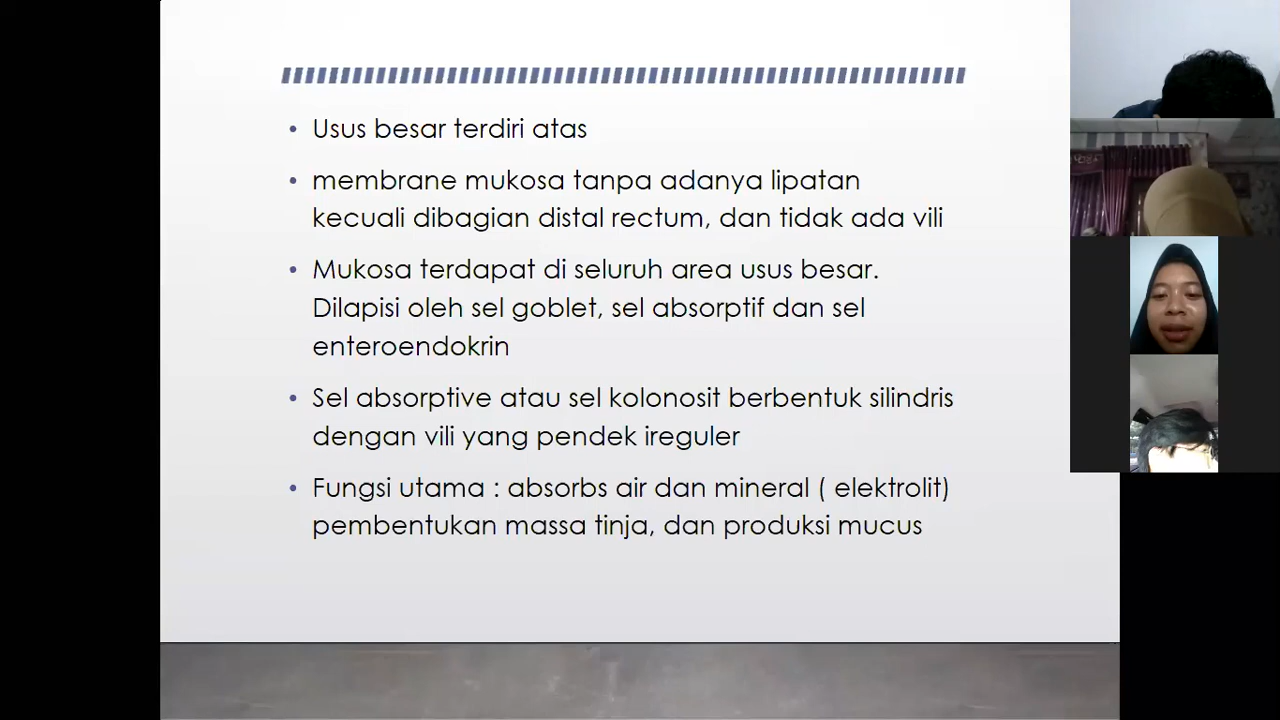 Usus besar terdiri atas
membrane mukosa tanpa adanya lipatan
kecuali dibagian distal rectum, dan tidak ada vili
Mukosa terdapat di seluruh area usus besar.
Dilapisi oleh sel goblet, sel absorptif dan sel
enteroendokrin
Sel absorptive atau sel kolonosit berbentuk silindris
dengan vili yang pendek ireguler
Fungsi utama : absorbs air dan mineral ( elektrolit)
pembentukan massa tinja, dan produksi mucus